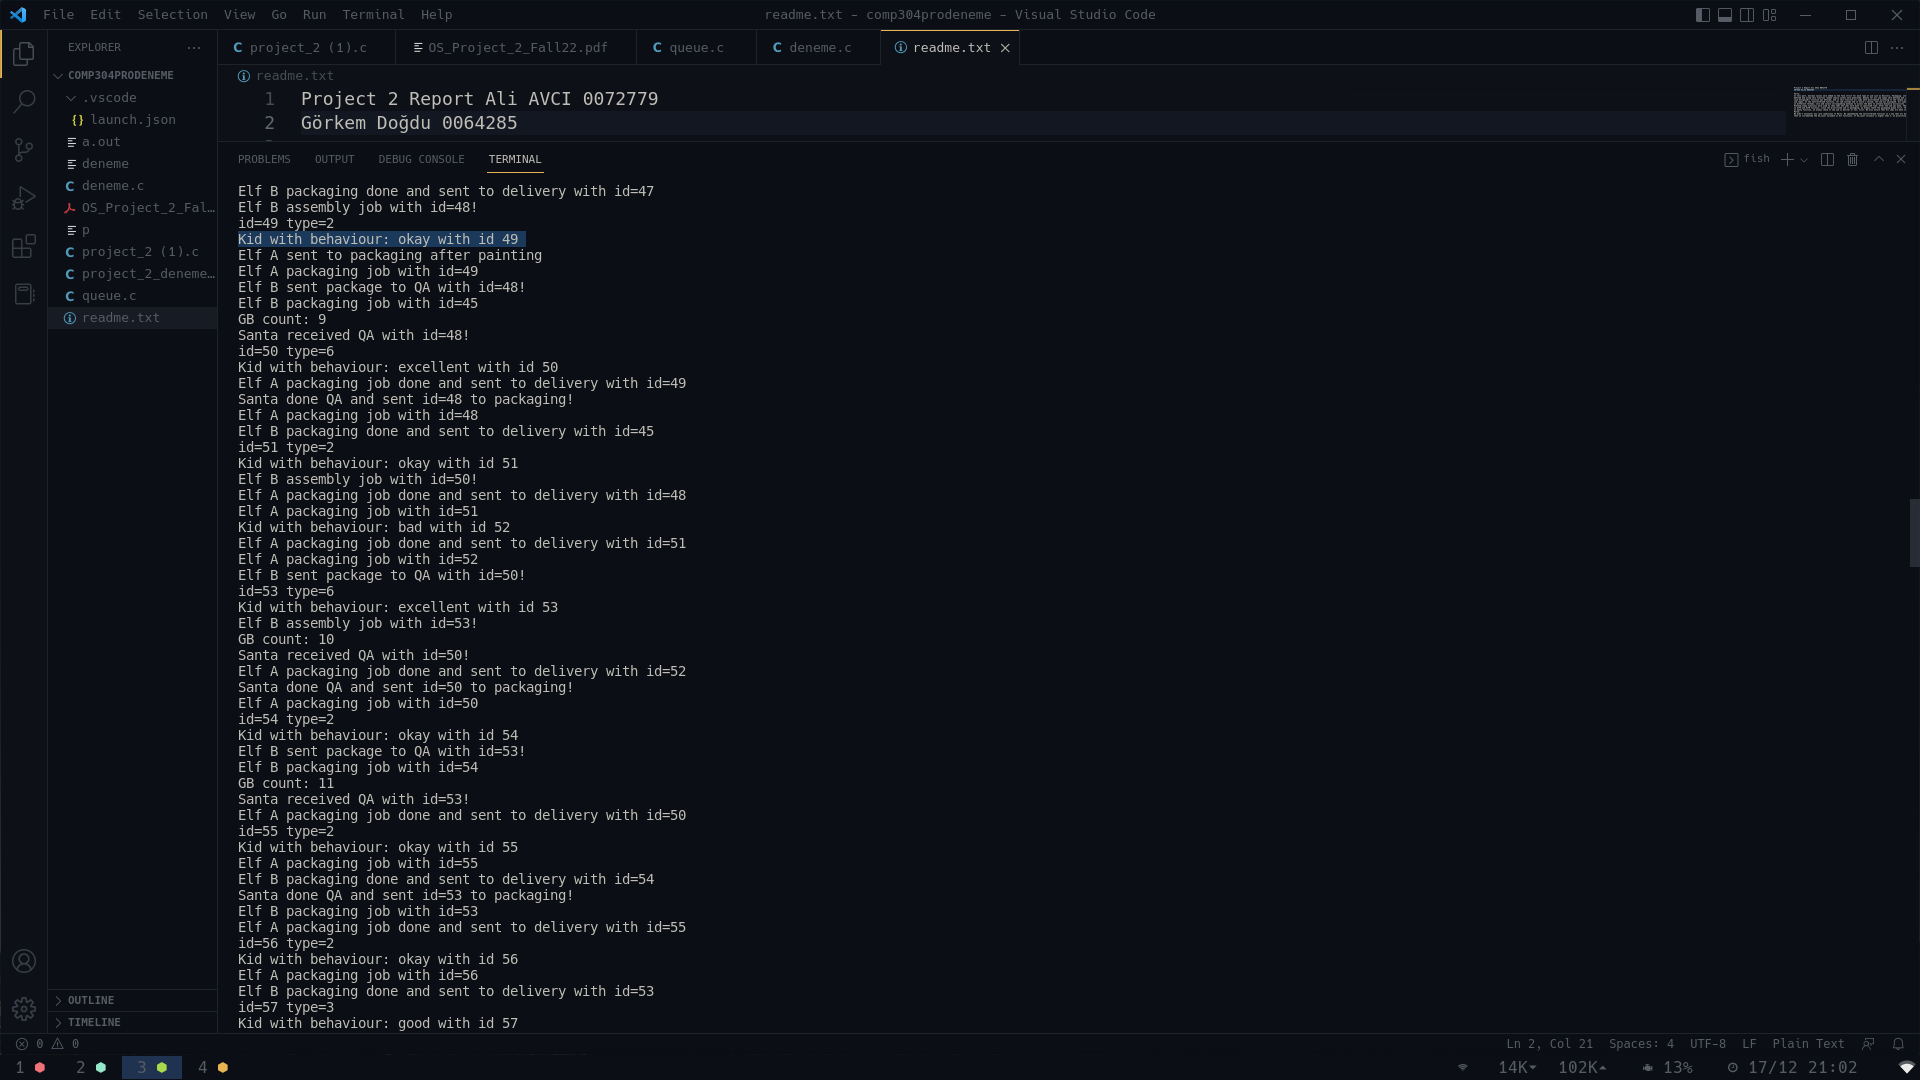 File Edit Selection View Go Run Terminal Help
readme.txt - comp304prodeneme - Visual Studio Code
EXPLORER
project_2 (1).c
OS_Project_2_Fall22.pdf
queue.c
deneme.c
readme.txt
COMP304PRODENEME
.vscode
launch.json
a.out
deneme
deneme.c
OS_Project_2_Fal...
p
project_2 (1).c
project_2_deneme...
queue.c
readme.txt
OUTLINE
TIMELINE
readme.txt
1 Project 2 Report Ali AVCI 0072779
2 Görkem Doğdu 0064285
PROBLEMS OUTPUT DEBUG CONSOLE TERMINAL
fish
Elf B packaging done and sent to delivery with id=47
Elf B assembly job with id=48!
id=49 type=2
Kid with behaviour: okay with id 49
Elf A sent to packaging after painting
Elf A packaging job with id=49
Elf B sent package to QA with id=48!
Elf B packaging job with id=45
GB count: 9
Santa received QA with id=48!
id=50 type=6
Kid with behaviour: excellent with id 50
Elf A packaging job done and sent to delivery with id=49
Santa done QA and sent id=48 to packaging!
Elf A packaging job with id=48
Elf B packaging done and sent to delivery with id=45
id=51 type=2
Kid with behaviour: okay with id 51
Elf B assembly job with id=50!
Elf A packaging job done and sent to delivery with id=48
Elf A packaging job with id=51
Kid with behaviour: bad with id 52
Elf A packaging job done and sent to delivery with id=51
Elf A packaging job with id=52
Elf B sent package to QA with id=50!
id=53 type=6
Kid with behaviour: excellent with id 53
Elf B assembly job with id=53!
GB count: 10
Santa received QA with id=50!
Elf A packaging job done and sent to delivery with id=52
Santa done QA and sent id=50 to packaging!
Elf A packaging job with id=50
id=54 type=2
Kid with behaviour: okay with id 54
Elf B sent package to QA with id=53!
Elf B packaging job with id=54
GB count: 11
Santa received QA with id=53!
Elf A packaging job done and sent to delivery with id=50
id=55 type=2
Kid with behaviour: okay with id 55
Elf A packaging job with id=55
Elf B packaging done and sent to delivery with id=54
Santa done QA and sent id=53 to packaging!
Elf B packaging job with id=53
Elf A packaging job done and sent to delivery with id=55
id=56 type=2
Kid with behaviour: okay with id 56
Elf A packaging job with id=56
Elf B packaging done and sent to delivery with id=53
id=57 type=3
Kid with behaviour: good with id 57
0 0
Ln 2, Col 21 Spaces: 4 UTF-8 LF Plain Text
1 2 3 4
14K 102K 13% 17/12 21:02